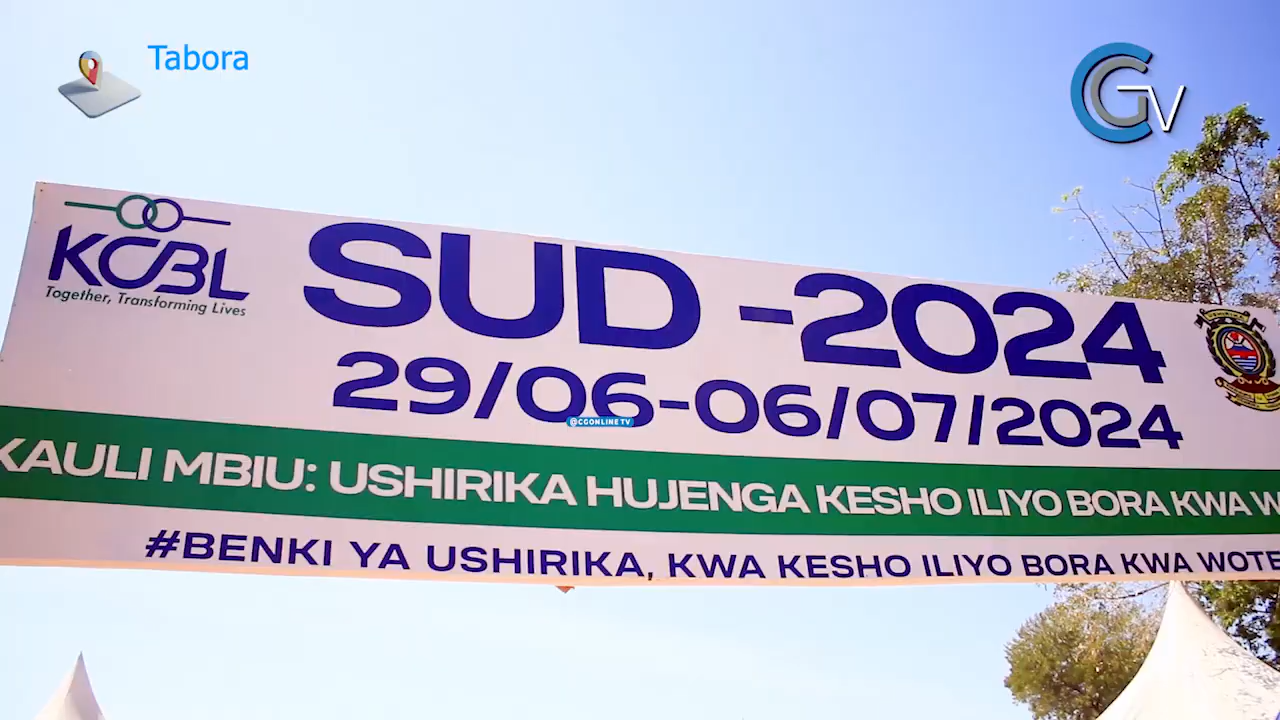 Tabora
CGTV
KCBL
Together, Transforming Lives
SUD -2024
29/06-06/07/2024
@CGONLINE TV
KAULI MBIU: USHIRIKA HUJENGA KESHO ILIYO BORA KWA W
#BENKI YA USHIRIKA, KWA KESHO ILIYO BORA KWA WOTE